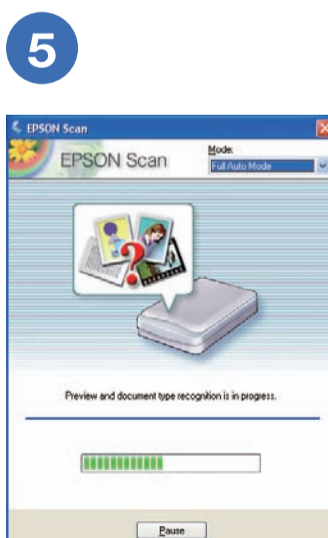 5
EPSON Scan
EPSON Scan
Mode:
Full Auto Mode
?
Preview and document type recognition is in progress.
Pause